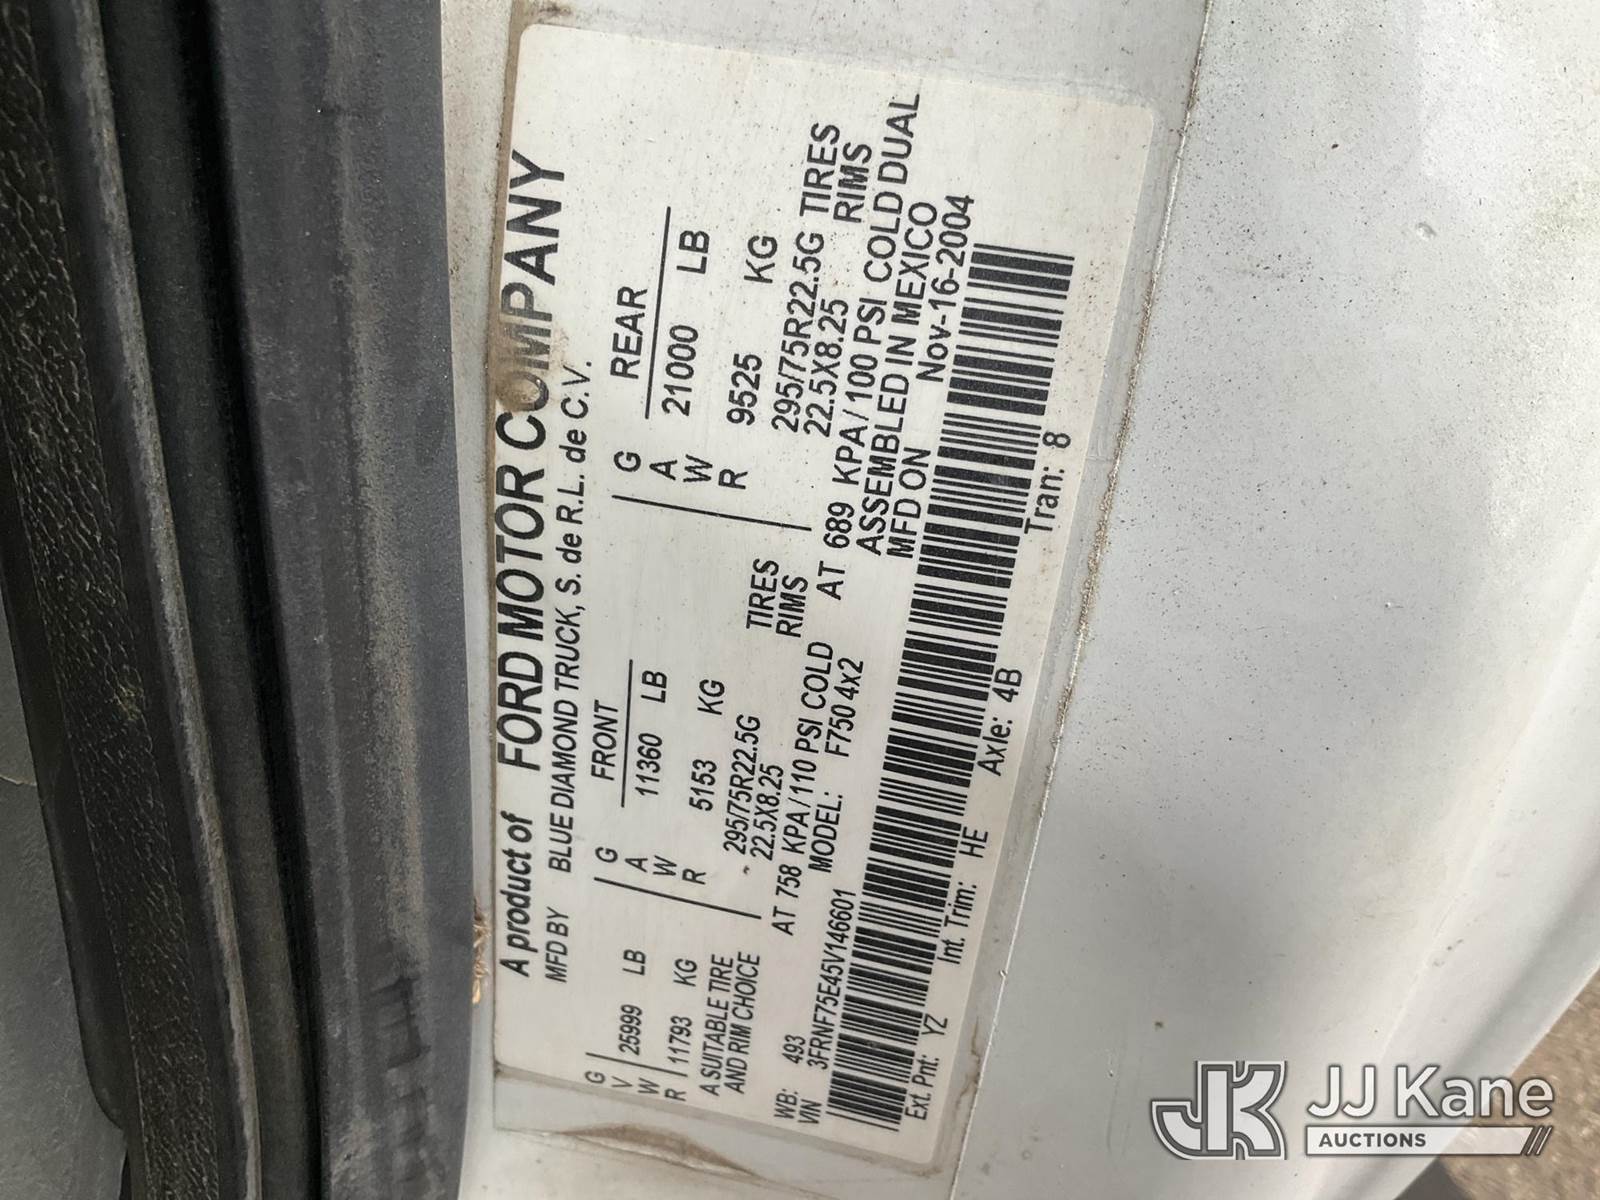 A product of FORD MOTOR COMPANY
MFD BY BLUE DIAMOND TRUCK, S. de R.L. de C.V.
FRONT REAR
G V W R 25999 LB 11793 KG
G A W R 11360 LB 5153 KG
G A W R 21000 LB 9525 KG
A SUITABLE TIRE AND RIM CHOICE
295/75R22.5G TIRES 295/75R22.5G TIRES
22.5X8.25 RIMS 22.5X8.25 RIMS
AT 758 KPA/110 PSI COLD AT 689 KPA/100 PSI COLD DUAL
WB: 493 MODEL: F750 4x2 ASSEMBLED IN MEXICO
VIN 3FRNF75E45V146601 MFD ON Nov-16-2004
Ext. Pnt: YZ Int. Trim: HE Axle: 4B Tran: 8
JK JJ Kane
AUCTIONS